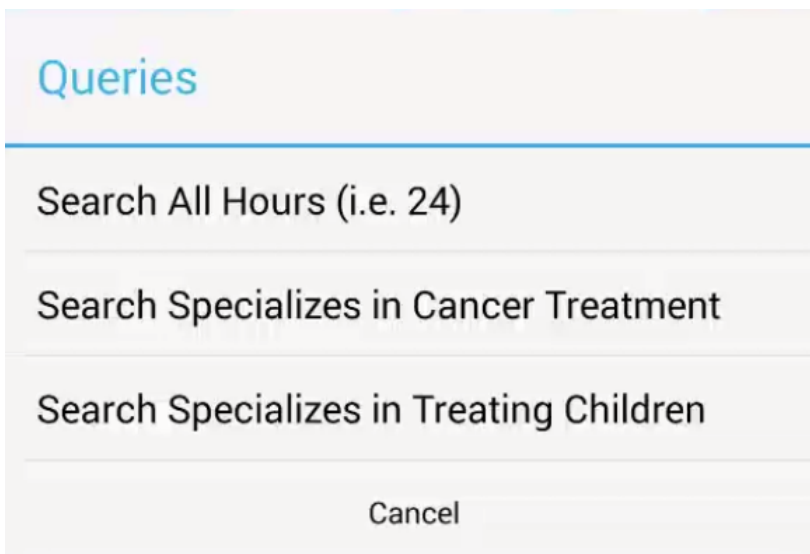 Queries
Search All Hours (i.e. 24)
Search Specializes in Cancer Treatment
Search Specializes in Treating Children
Cancel